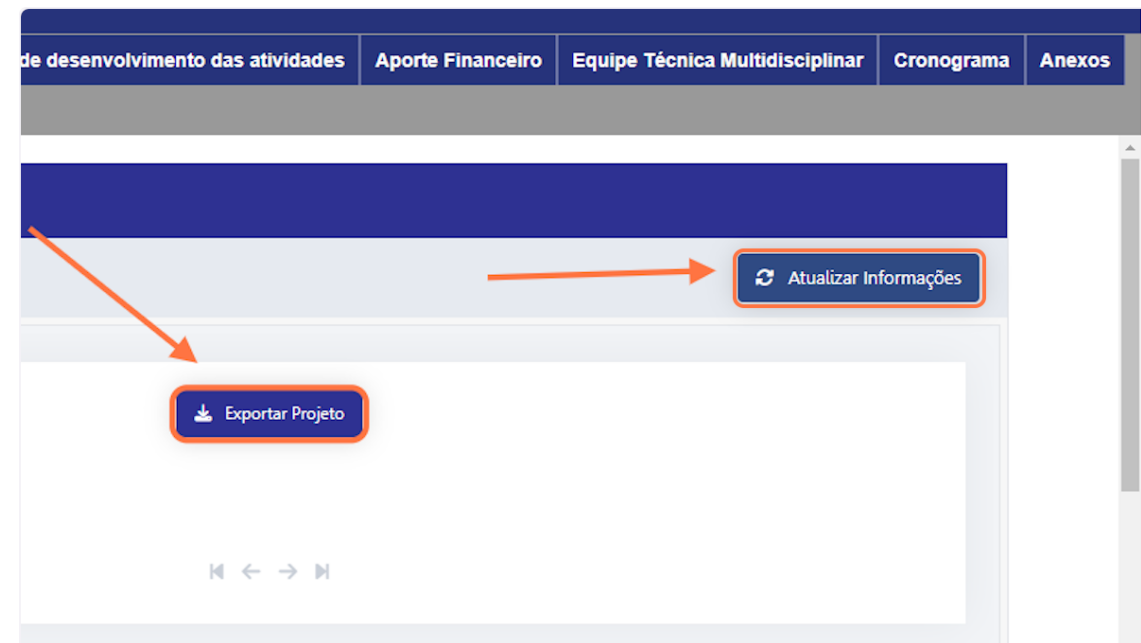 de desenvolvimento das atividades Aporte Financeiro Equipe Técnica Multidisciplinar Cronograma Anexos
Atualizar Informações
Exportar Projeto